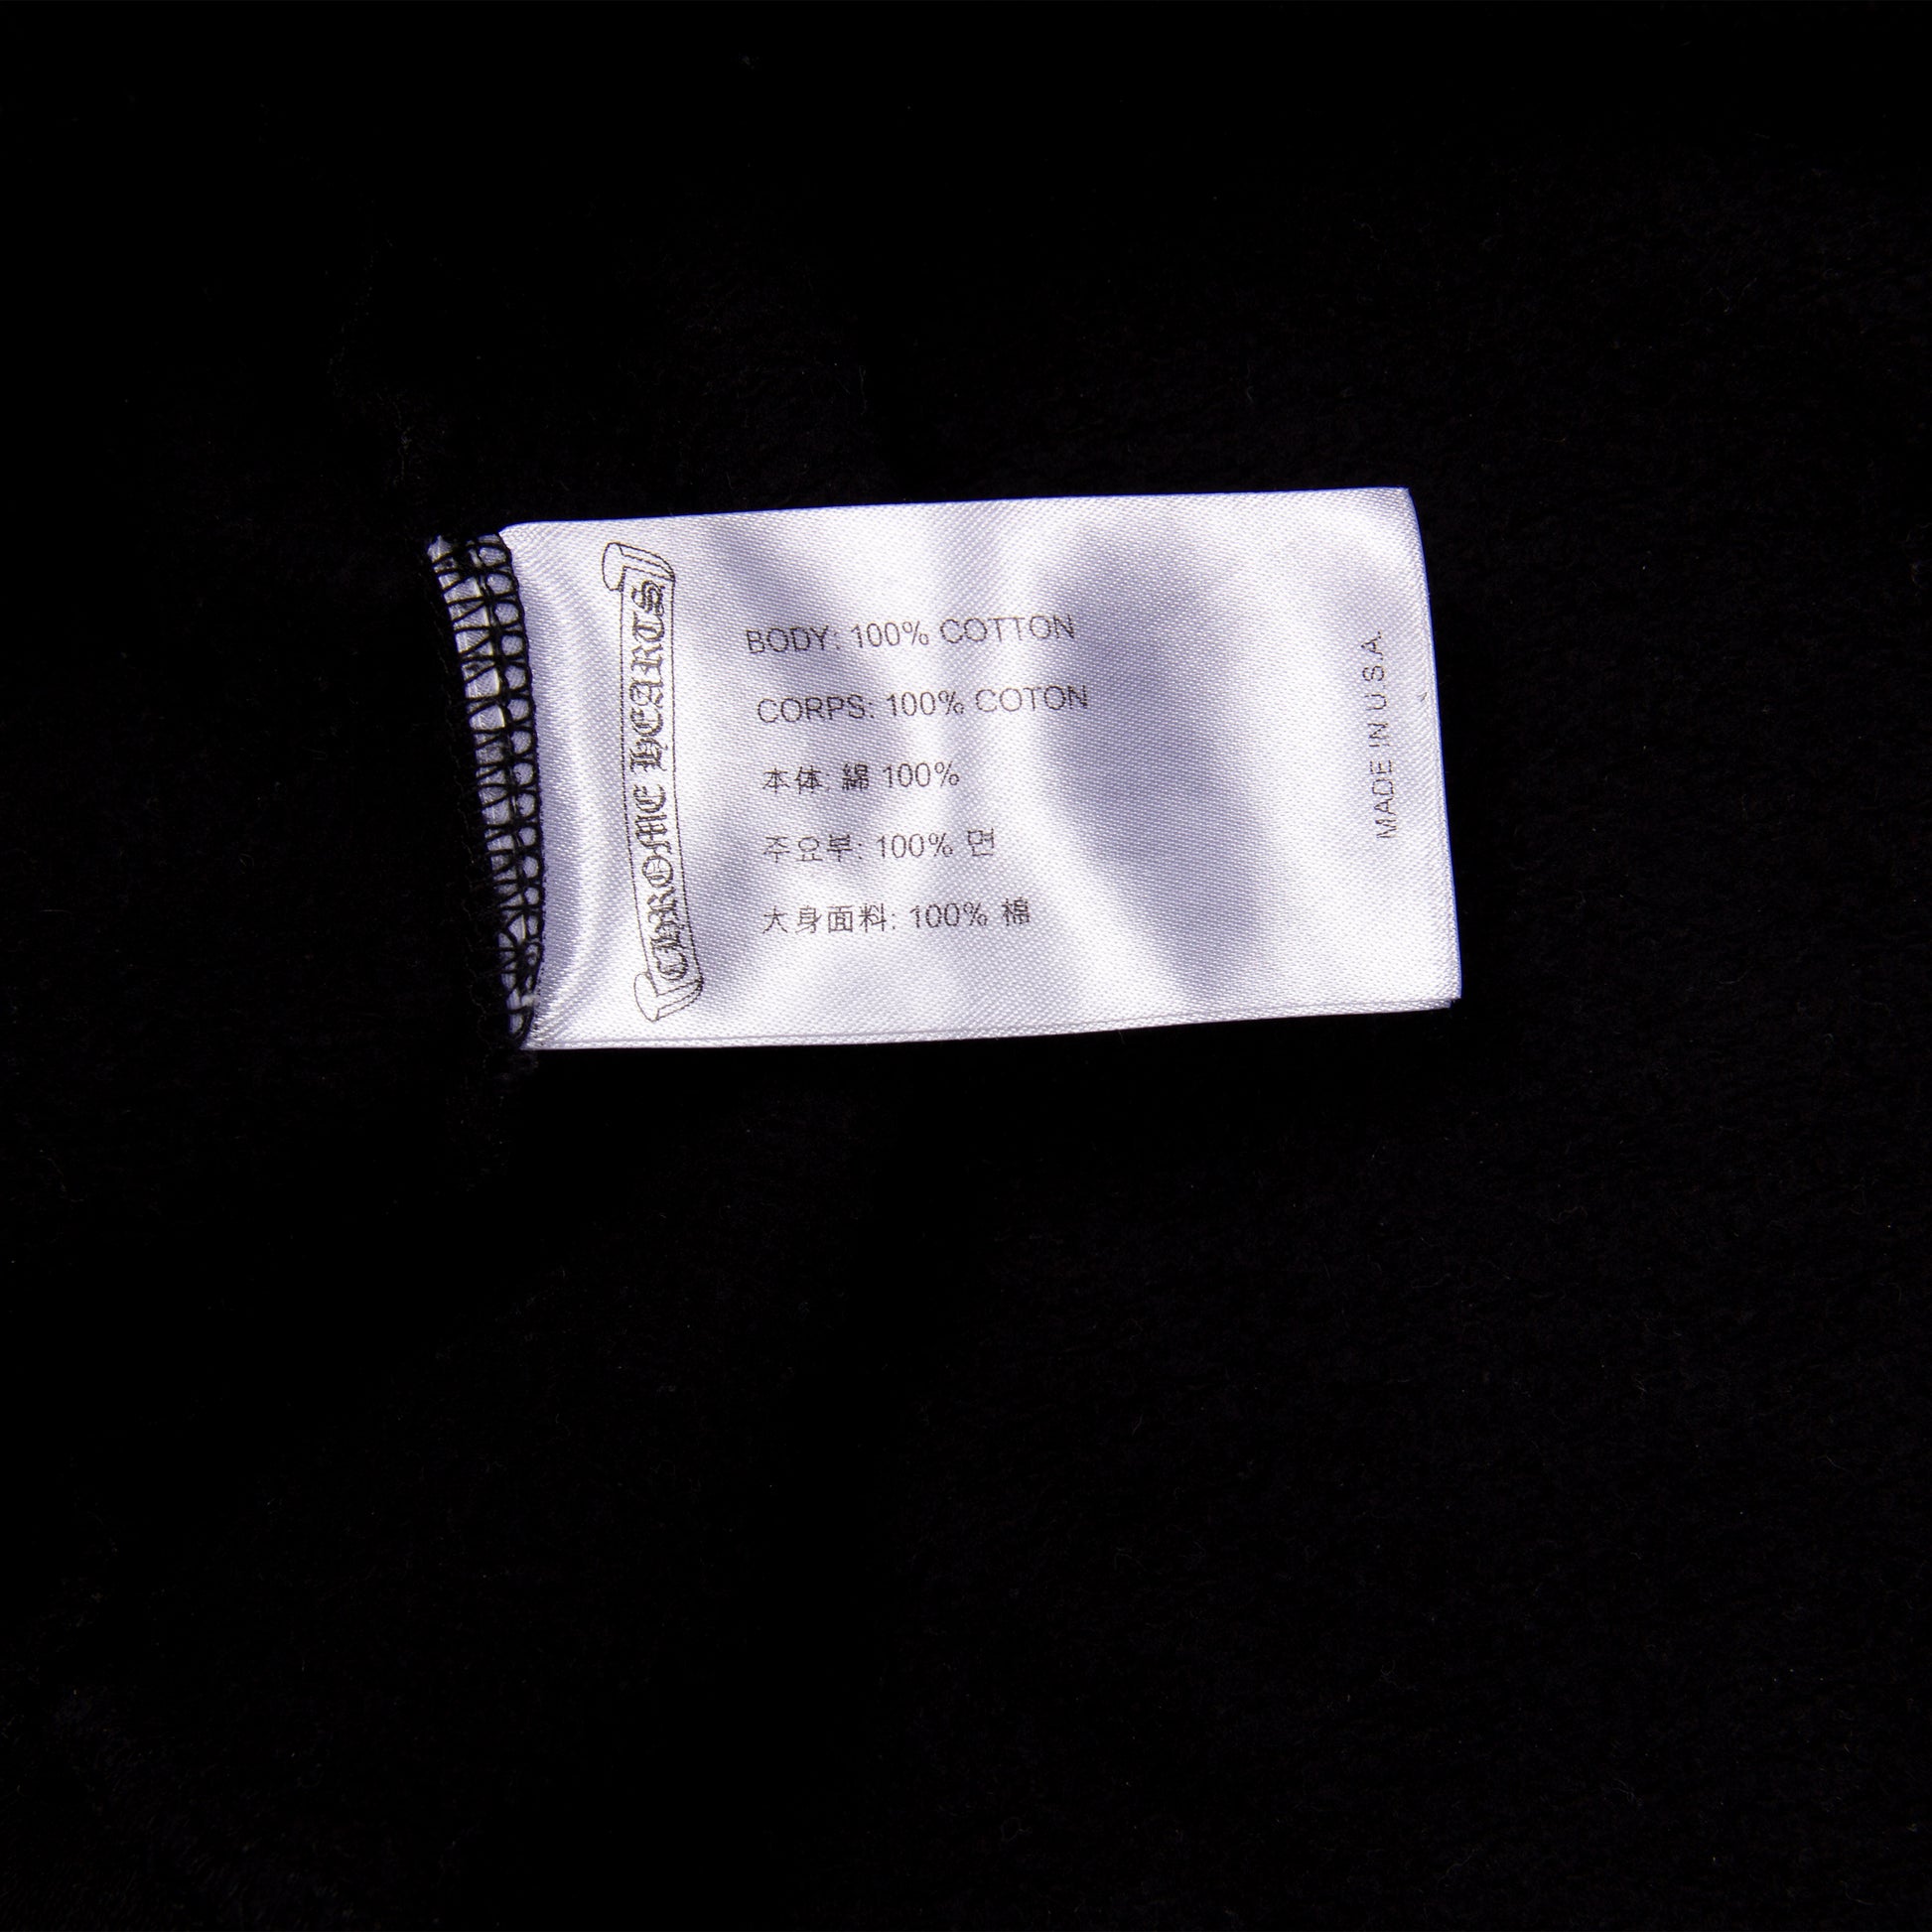 CHROME HEARTS
BODY: 100% COTTON
CORPS: 100% COTON
本体: 綿 100%
주요부: 100% 면
大身面料: 100% 棉
MADE IN U.S.A.